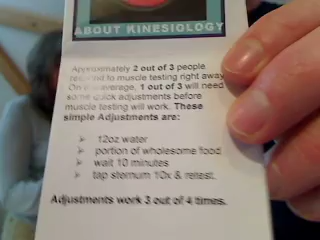 ABOUT KINESIOLOGY
Approximately 2 out of 3 people
respond to muscle testing right away.
On average, 1 out of 3 will need
some quick adjustments before
muscle testing will work. These
simple Adjustments are:
➢ 12oz water
➢ portion of wholesome food
➢ wait 10 minutes
➢ tap sternum 10x & retest.
Adjustments work 3 out of 4 times.